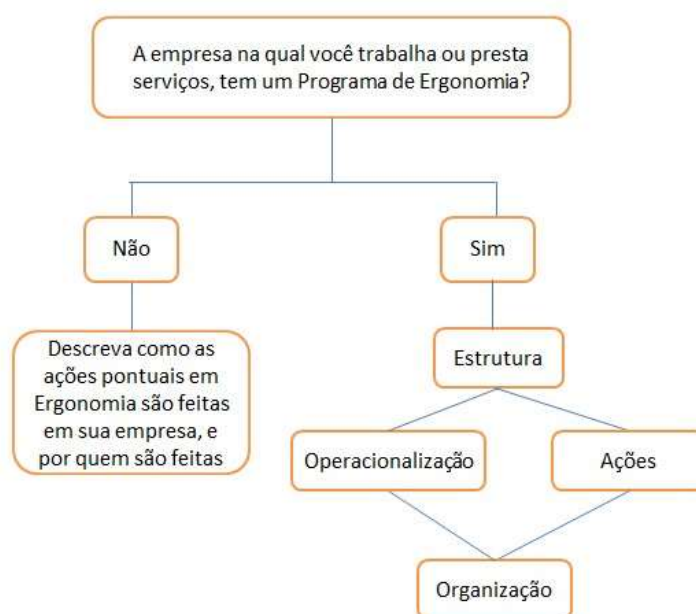 A empresa na qual você trabalha ou presta
serviços, tem um Programa de Ergonomia?
Não
Sim
Descreva como as
ações pontuais em
Ergonomia são feitas
em sua empresa, e
por quem são feitas
Estrutura
Operacionalização
Ações
Organização